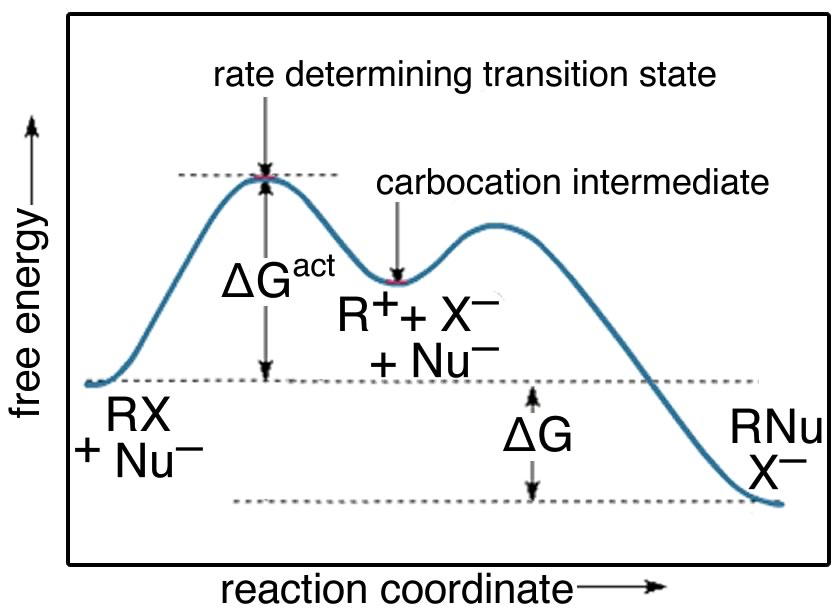 rate determining transition state
carbocation intermediate
ΔG^act
R⁺ + X⁻
+ Nu⁻
RX
+ Nu⁻
ΔG
RNu
X⁻
free energy
reaction coordinate